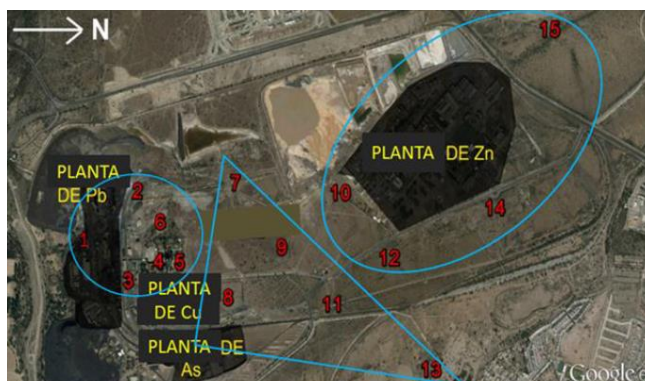 N
15
PLANTA DE Zn
PLANTA
DE Pb
2
7
10
14
6
1
9
4 5
12
3
PLANTA
DE Cu
8
11
PLANTA DE
As
13
Google e